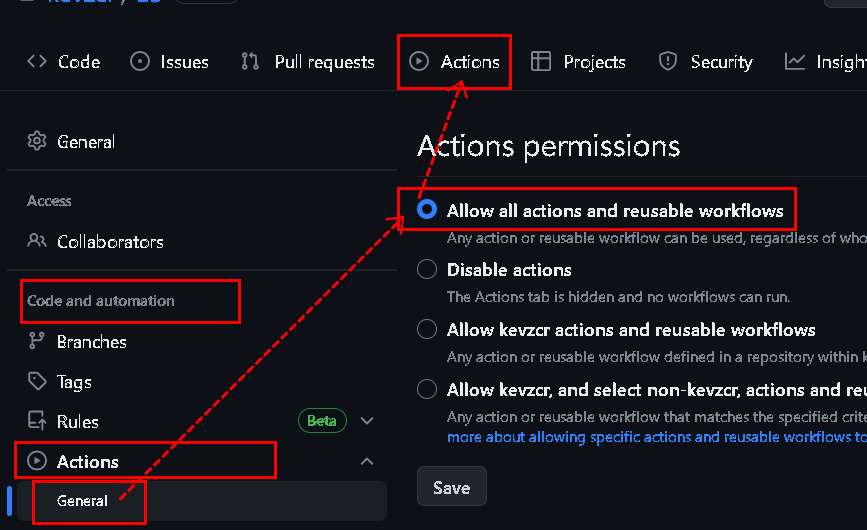 Code
Issues
Pull requests
Actions
Projects
Security
General
Actions permissions
Access
Allow all actions and reusable workflows
Collaborators
Any action or reusable workflow can be used, regardless of who
Disable actions
Code and automation
The Actions tab is hidden and no workflows can run.
Branches
Allow kevzcr actions and reusable workflows
Any action or reusable workflow defined in a repository within
Tags
Allow kevzcr, and select non-kevzcr, actions and
Rules
Beta
Any action or reusable workflow that matches the specified
more about allowing specific actions and reusable workflows to
Actions
Save
General